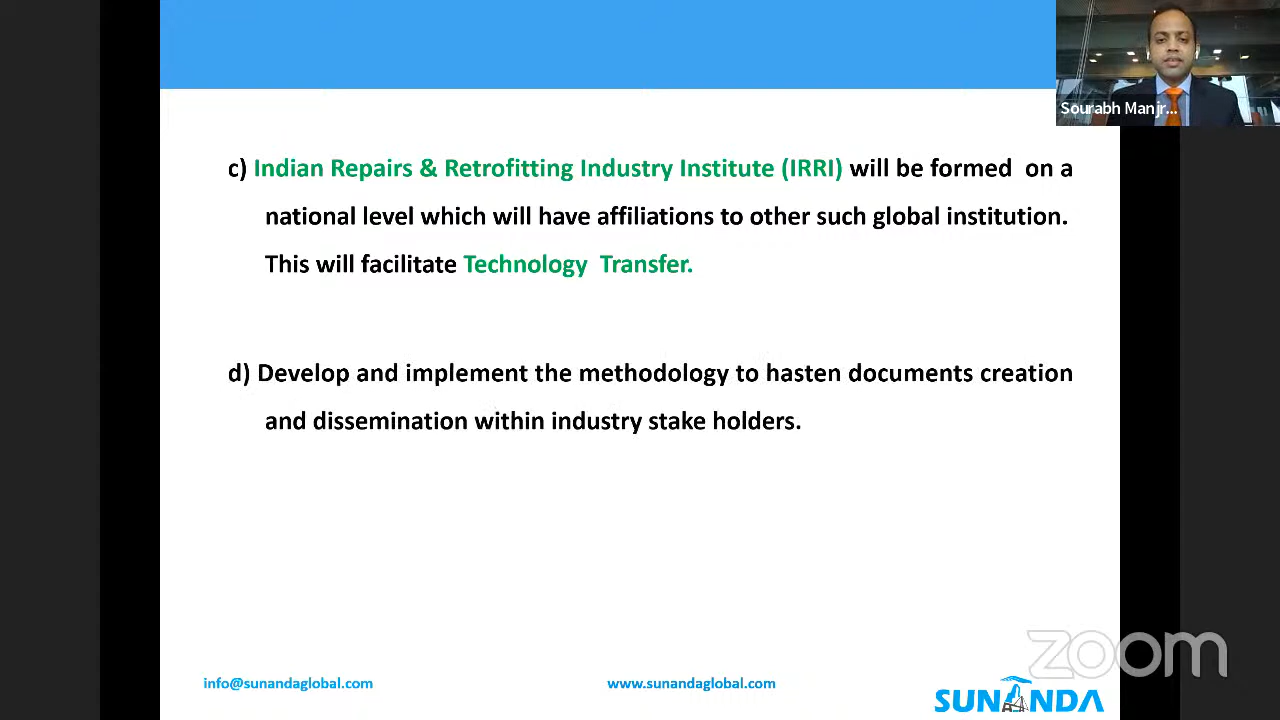 Sourabh Manjr...
c) Indian Repairs & Retrofitting Industry Institute (IRRI) will be formed on a
national level which will have affiliations to other such global institution.
This will facilitate Technology Transfer.
d) Develop and implement the methodology to hasten documents creation
and dissemination within industry stake holders.
zoom
info@sunandaglobal.com
www.sunandaglobal.com
SUNANDA